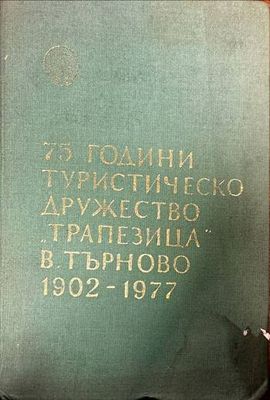 75 ГОДИНИ
ТУРИСТИЧЕСКО
ДРУЖЕСТВО
„ТРАПЕЗИЦА“
В. ТЪРНОВО
1902-1977